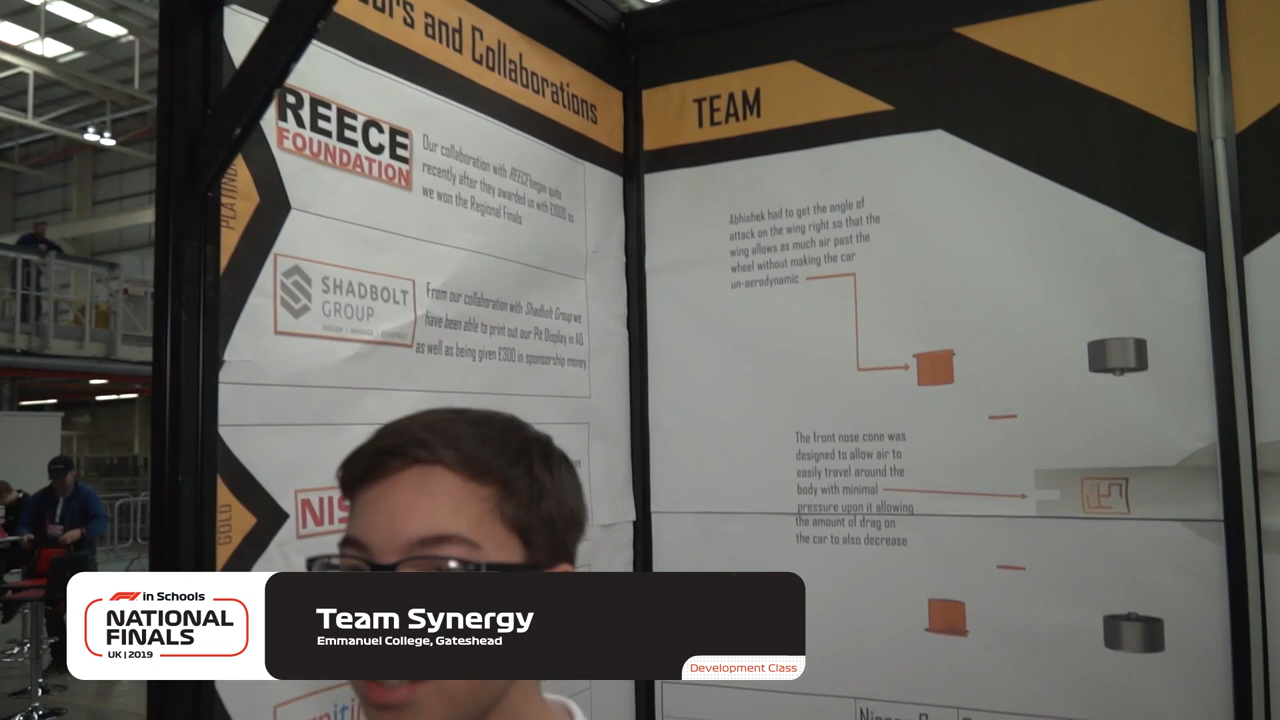 ors and Collaborations
PLATINU
REECE
FOUNDATION
Our collaboration with REECE began quite
recently after they awarded us with £1000 as
we won the Regional Finals
SHADBOLT
GROUP
DESIGN | MANAGE | CONNECT
From our collaboration with Shadbolt Group we
have been able to print out our Pit Display in A0
as well as being given £300 in sponsorship money
GOLD
NIS
TEAM
Abhishek had to get the angle of
attack on the wing right so that the
wing allows as much air past the
wheel without making the car
un-aerodynamic
The front nose cone was
designed to allow air to
easily travel around the
body with minimal
pressure upon it allowing
the amount of drag on
the car to also decrease
F1 in Schools
NATIONAL
FINALS
UK | 2019
Team Synergy
Emmanuel College, Gateshead
Development Class